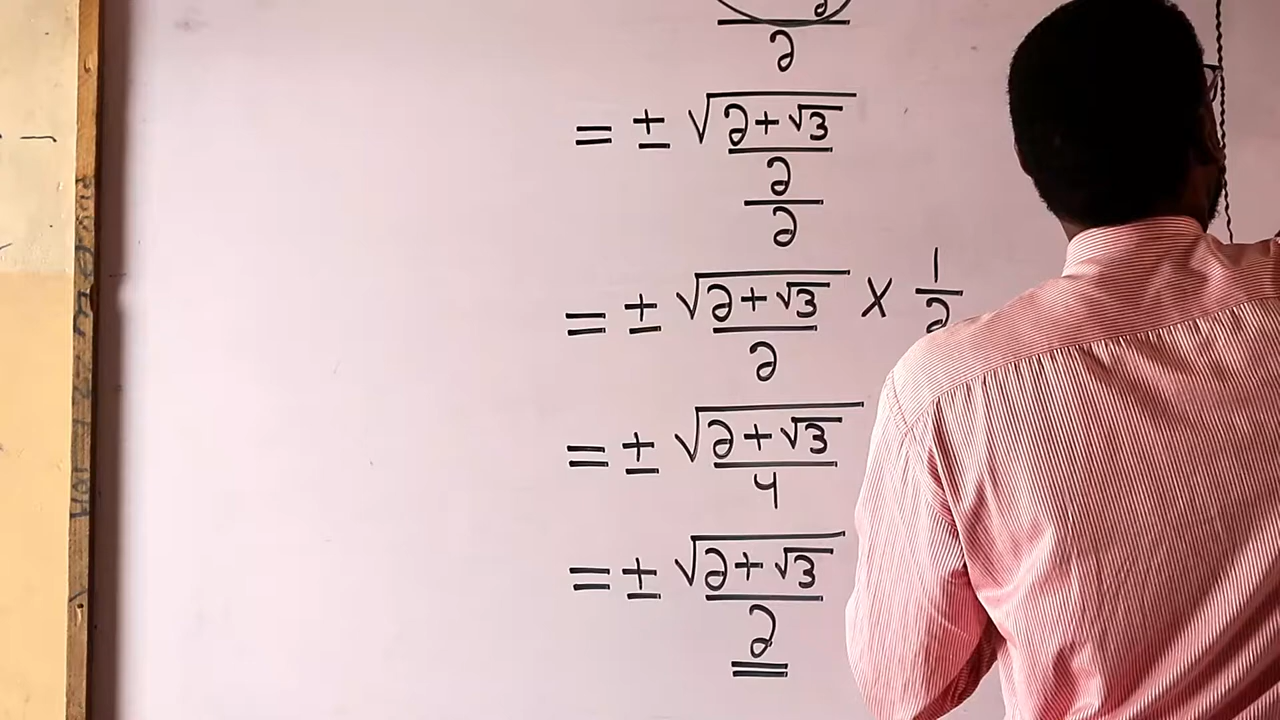 2
= ± √((2 + √3)/2)/2
= ± √((2 + √3)/2 × 1/2)
= ± √((2 + √3)/4)
= ± √(2 + √3)/2